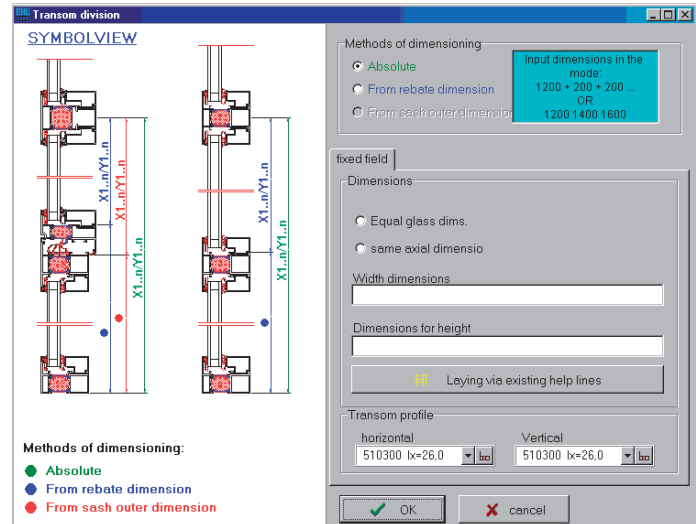 EHL Transom division
SYMBOLVIEW
X1..n/Y1..n
X1..n/Y1..n
X1..n/Y1..n
X1..n/Y1..n
X1..n/Y1..n
Methods of dimensioning:
Absolute
From rebate dimension
From sash outer dimension
Methods of dimensioning
Absolute
From rebate dimension
From sash outer dimension
Input dimensions in the
mode:
1200 + 200 + 200 ...
OR
1200 1400 1600
fixed field
Dimensions
Equal glass dims.
same axial dimensio
Width dimensions
Dimensions for height
Laying via existing help lines
Transom profile
horizontal
510300 Ix=26,0
Vertical
510300 Ix=26,0
OK
cancel